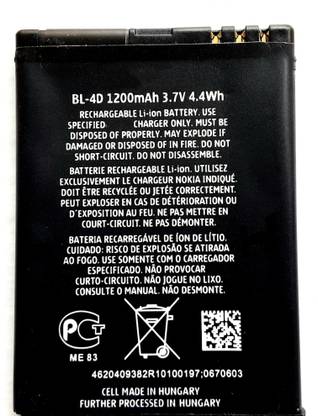 BL-4D 1200mAh 3.7V 4.4Wh
RECHARGEABLE Li-ion BATTERY. USE
SPECIFIED CHARGER ONLY. MUST BE
DISPOSED OF PROPERLY. MAY EXPLODE IF
DAMAGED OR DISPOSED OF IN FIRE. DO NOT
SHORT-CIRCUIT. DO NOT DISASSEMBLE.
BATTERIE RECHARGEABLE Li-ion. UTILISEZ
EXCLUSIVEMENT LE CHARGEUR NOKIA INDIQUÉ.
DOIT ÊTRE RECYCLÉE OU JETÉE CORRECTEMENT.
PEUT EXPLOSER EN CAS DE DÉTÉRIORATION OU
D'EXPOSITION AU FEU. NE PAS METTRE EN
COURT-CIRCUIT. NE PAS DÉMONTER.
BATERIA RECARREGÁVEL DE ÍON DE LÍTIO.
CUIDADO: RISCO DE EXPLOSÃO SE ATIRADA
AO FOGO. USE SOMENTE COM O CARREGADOR
ESPECIFICADO. NÃO PROVOCAR
CURTO-CIRCUITO. NÃO JOGUE NO LIXO.
CONSULTE O MANUAL. NÃO DESMONTE.
ME 83
4620409382R10100197;0670603
CELL MADE IN HUNGARY
FURTHER PROCESSED IN HUNGARY